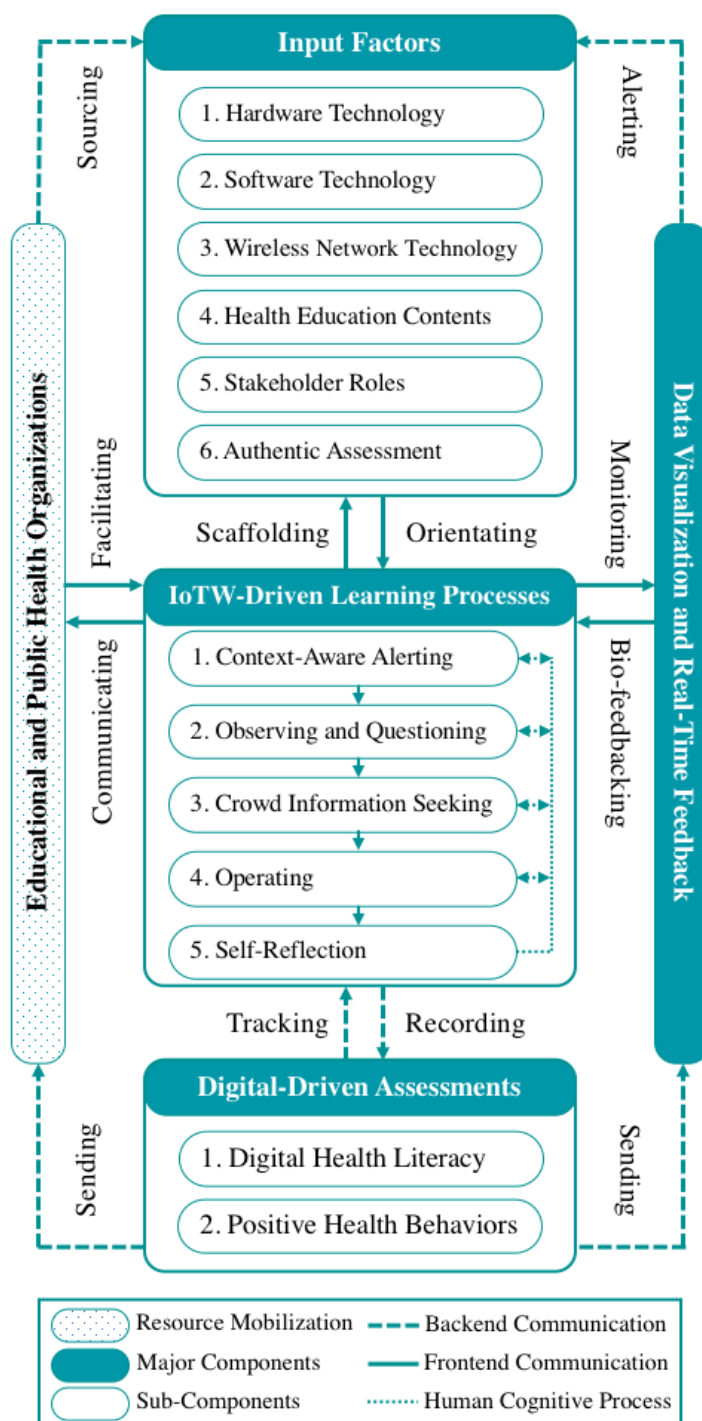 Input Factors
1. Hardware Technology
2. Software Technology
3. Wireless Network Technology
4. Health Education Contents
5. Stakeholder Roles
6. Authentic Assessment
Sourcing
Alerting
Educational and Public Health Organizations
Data Visualization and Real-Time Feedback
Facilitating
Communicating
Monitoring
Bio-feedbacking
Scaffolding
Orientating
IoTW-Driven Learning Processes
1. Context-Aware Alerting
2. Observing and Questioning
3. Crowd Information Seeking
4. Operating
5. Self-Reflection
Tracking
Recording
Digital-Driven Assessments
1. Digital Health Literacy
2. Positive Health Behaviors
Sending
Sending
Resource Mobilization
Major Components
Sub-Components
Backend Communication
Frontend Communication
Human Cognitive Process